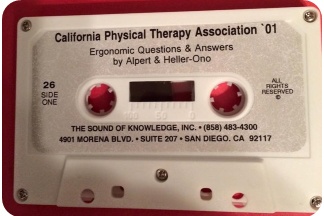 California Physical Therapy Association `01
Ergonomic Questions & Answers
by Alpert & Heller-Ono
26
SIDE
ONE
ALL
RIGHTS
RESERVED
©
THE SOUND OF KNOWLEDGE, INC. • (858) 483-4300
4901 MORENA BLVD. • SUITE 207 • SAN DIEGO. CA 92117